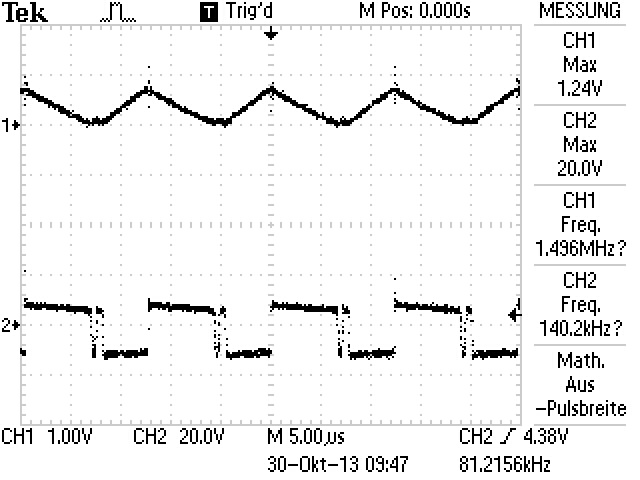 Tek T Trig'd M Pos: 0.000s MESSUNG
CH1
Max
1.24V
CH2
Max
20.0V
CH1
Freq.
1.496MHz?
CH2
Freq.
140.2kHz?
Math.
Aus
-Pulsbreite
1
2
CH1 1.00V CH2 20.0V M 5.00µs CH2 / 4.38V
30-Okt-13 09:47 81.2156kHz